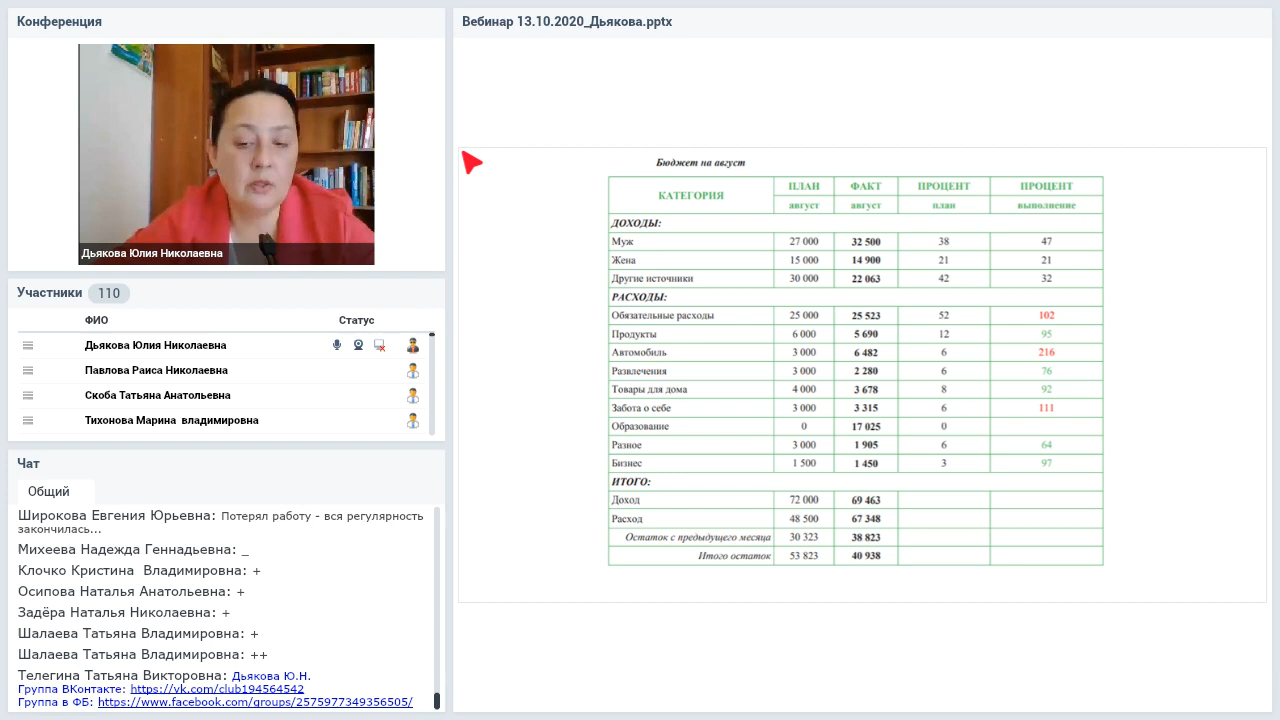 Конференция
Дьякова Юлия Николаевна
Участники 110
ФИО Статус
Дьякова Юлия Николаевна
Павлова Раиса Николаевна
Скоба Татьяна Анатольевна
Тихонова Марина владимировна
Чат
Общий
Широкова Евгения Юрьевна: Потерял работу - вся регулярность
закончилась...
Михеева Надежда Геннадьевна: _
Клочко Кристина Владимировна: +
Осипова Наталья Анатольевна: +
Задёра Наталья Николаевна: +
Шалаева Татьяна Владимировна: +
Шалаева Татьяна Владимировна: ++
Телегина Татьяна Викторовна: Дьякова Ю.Н.
Группа ВКонтакте: https://vk.com/club194564542
Группа в ФБ: https://www.facebook.com/groups/2575977349356505/
Вебинар 13.10.2020_Дьякова.pptx
Бюджет на август
КАТЕГОРИЯ ПЛАН ФАКТ ПРОЦЕНТ ПРОЦЕНТ
август август план выполнение
ДОХОДЫ:
Муж 27 000 32 500 38 47
Жена 15 000 14 900 21 21
Другие источники 30 000 22 063 42 32
РАСХОДЫ:
Обязательные расходы 25 000 25 523 52 102
Продукты 6 000 5 690 12 95
Автомобиль 3 000 6 482 6 216
Развлечения 3 000 2 280 6 76
Товары для дома 4 000 3 678 8 92
Забота о себе 3 000 3 315 6 111
Образование 0 17 025 0
Разное 3 000 1 905 6 64
Бизнес 1 500 1 450 3 97
ИТОГО:
Доход 72 000 69 463
Расход 48 500 67 348
Остаток с предыдущего месяца 30 323 38 823
Итого остаток 53 823 40 938